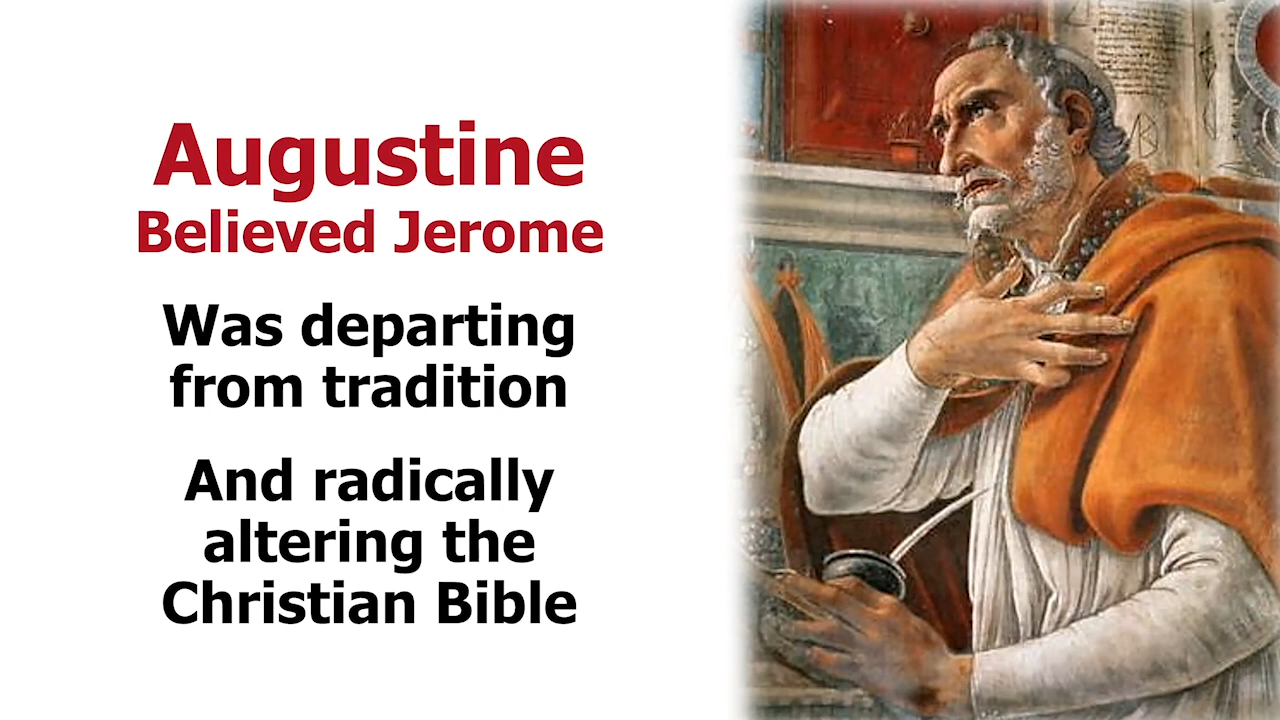 Augustine
Believed Jerome
Was departing
from tradition
And radically
altering the
Christian Bible